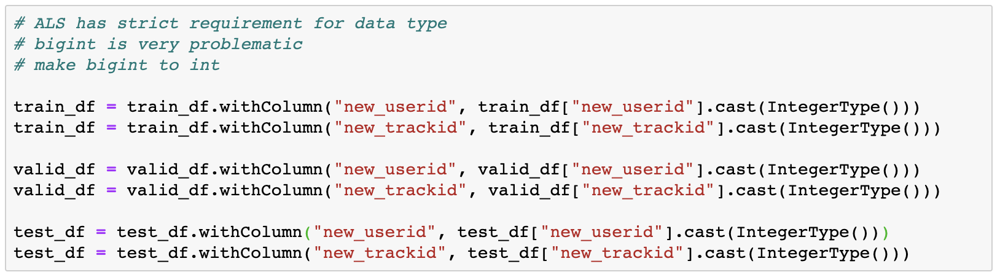 # ALS has strict requirement for data type
# bigint is very problematic
# make bigint to int
train_df = train_df.withColumn("new_userid", train_df["new_userid"].cast(IntegerType()))
train_df = train_df.withColumn("new_trackid", train_df["new_trackid"].cast(IntegerType()))
valid_df = valid_df.withColumn("new_userid", valid_df["new_userid"].cast(IntegerType()))
valid_df = valid_df.withColumn("new_trackid", valid_df["new_trackid"].cast(IntegerType()))
test_df = test_df.withColumn("new_userid", test_df["new_userid"].cast(IntegerType()))
test_df = test_df.withColumn("new_trackid", test_df["new_trackid"].cast(IntegerType()))